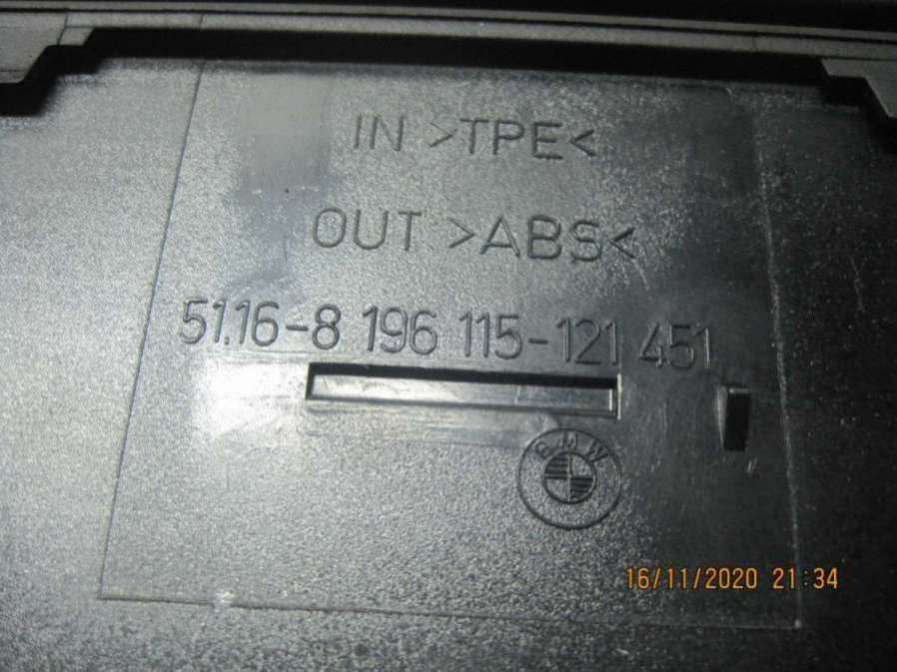 IN >TPE<
OUT >ABS<
51.16-8 196 115-121 451
BMW
16/11/2020 21:34